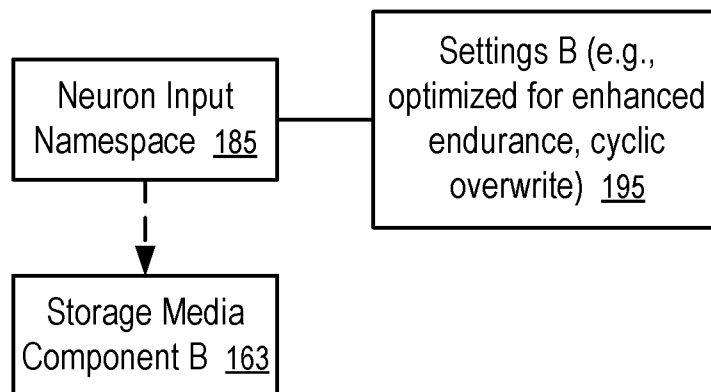 Neuron Input
Namespace 185
Settings B (e.g.,
optimized for enhanced
endurance, cyclic
overwrite) 195
Storage Media
Component B 163